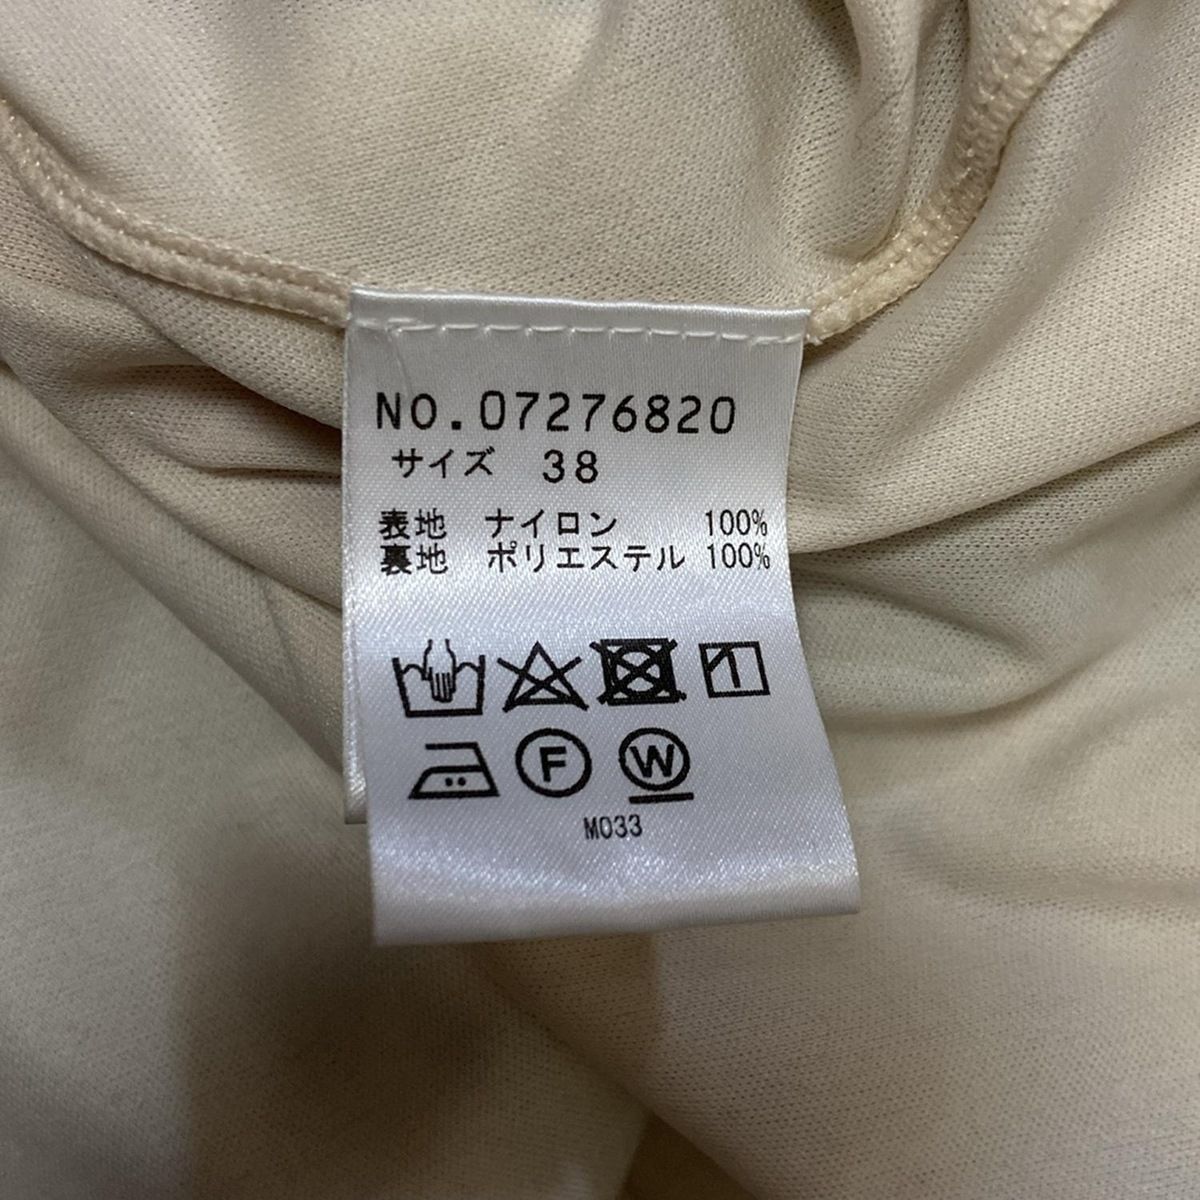 NO.07276820
サイズ 38
表地 ナイロン 100%
裏地 ポリエステル 100%
F W
M033